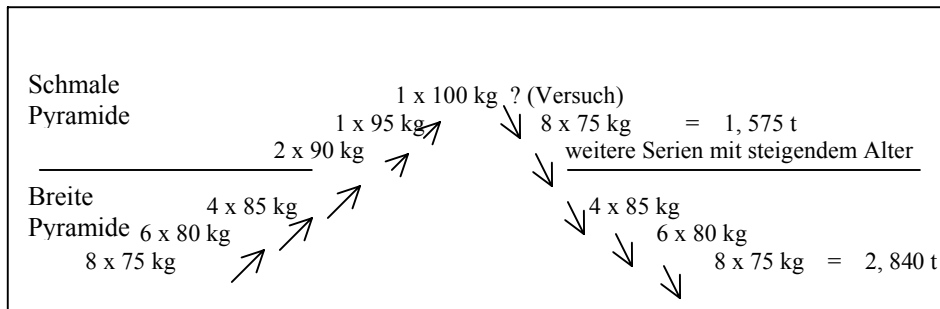 Schmale
Pyramide
1 x 100 kg ? (Versuch)
1 x 95 kg
8 x 75 kg = 1, 575 t
2 x 90 kg
weitere Serien mit steigendem Alter
Breite
Pyramide
4 x 85 kg
4 x 85 kg
6 x 80 kg
6 x 80 kg
8 x 75 kg
8 x 75 kg = 2, 840 t